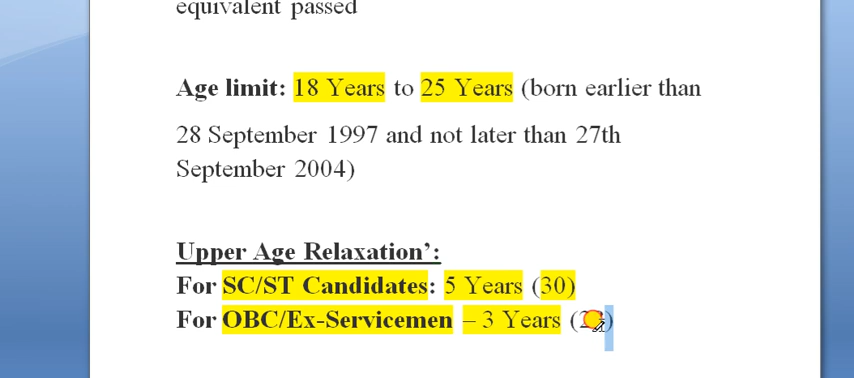 equivalent passed
Age limit: 18 Years to 25 Years (born earlier than
28 September 1997 and not later than 27th
September 2004)
Upper Age Relaxation’:
For SC/ST Candidates: 5 Years (30)
For OBC/Ex-Servicemen – 3 Years